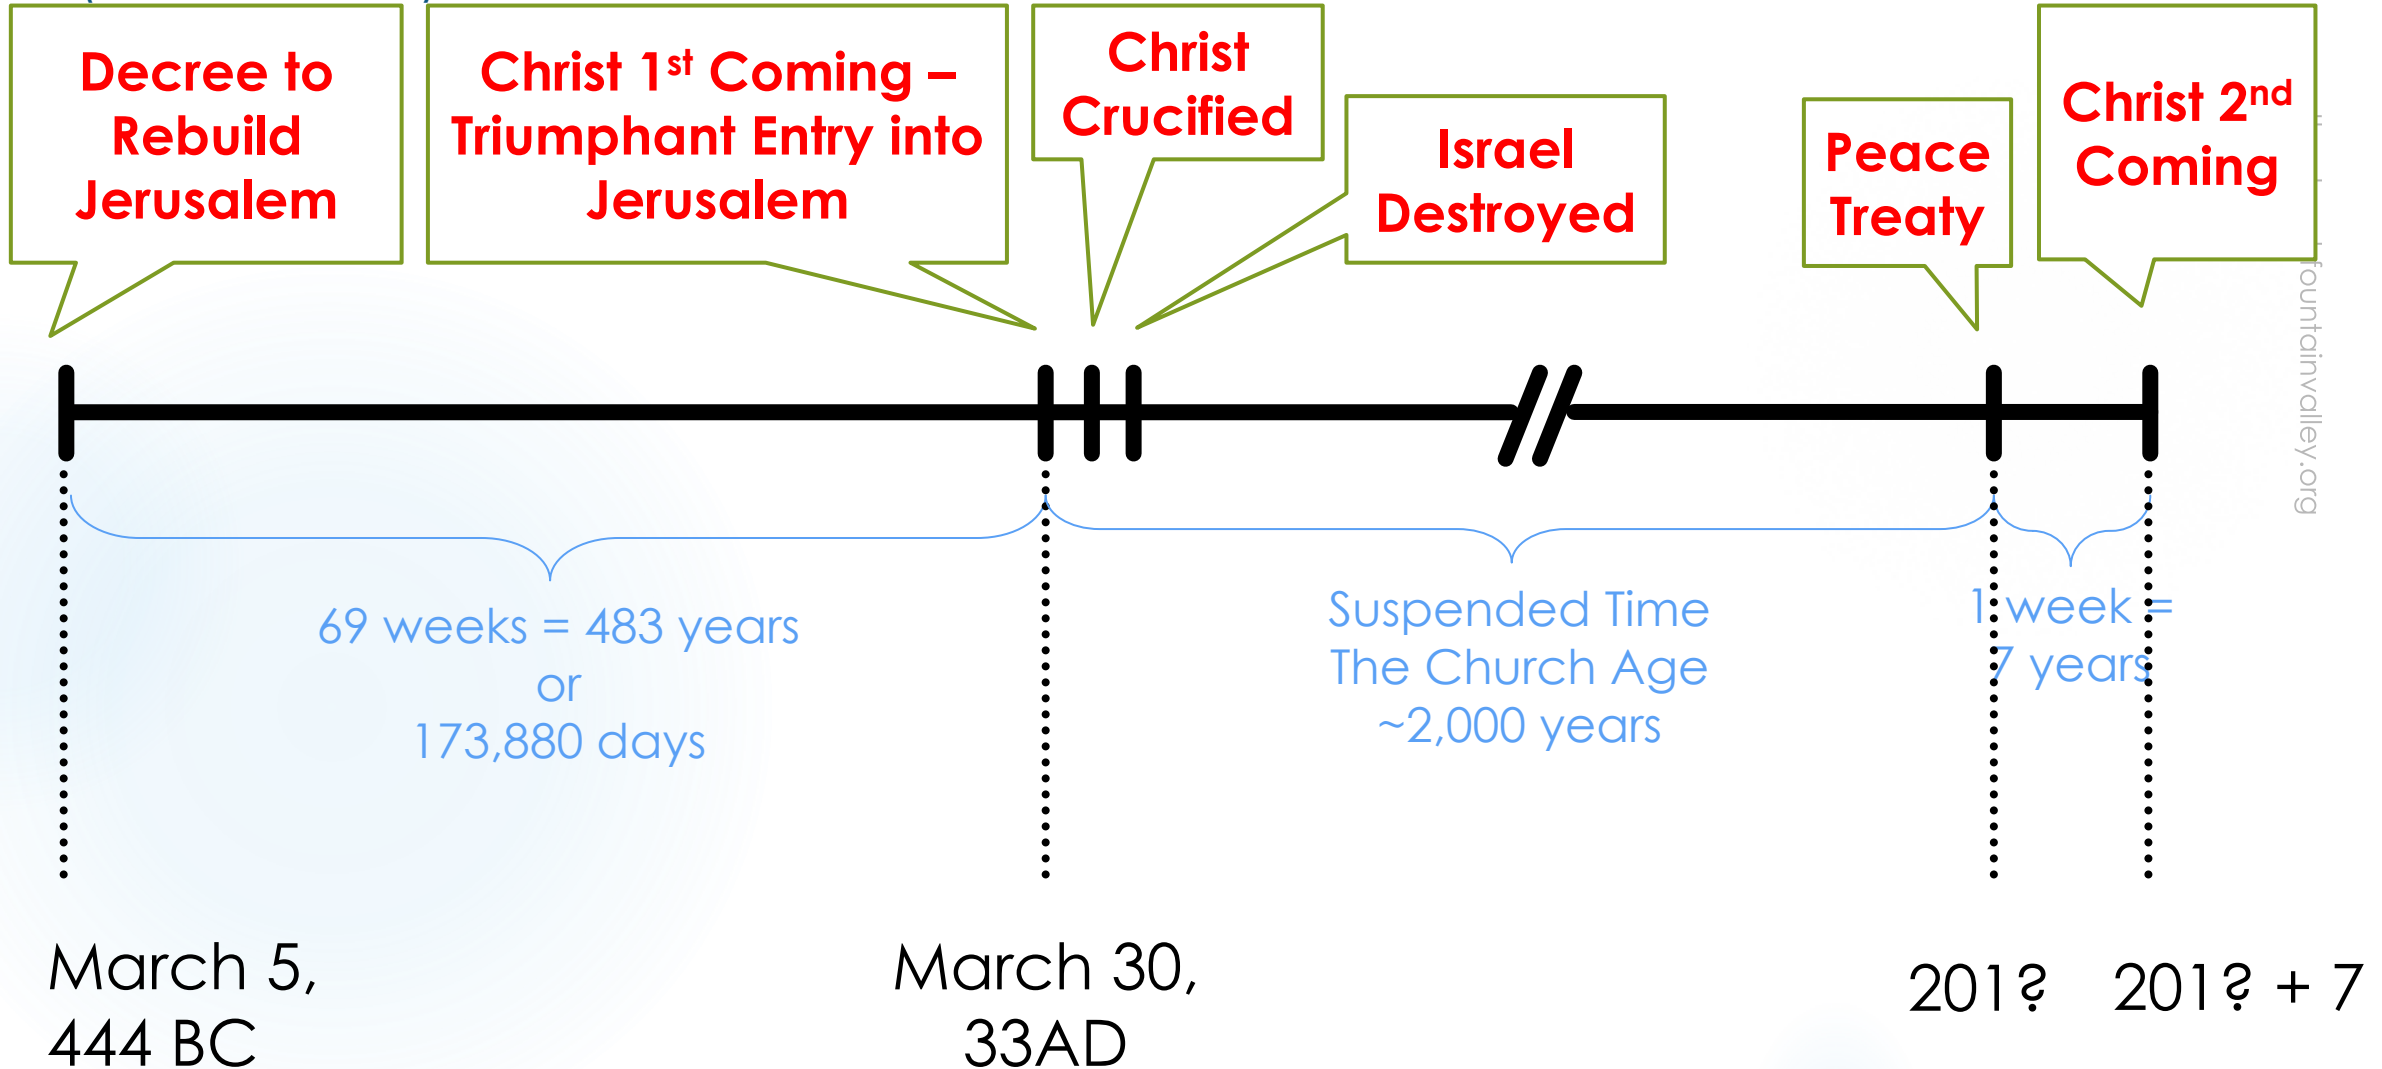 Decree to
Rebuild
Jerusalem
Christ 1st Coming –
Triumphant Entry into
Jerusalem
Christ
Crucified
Israel
Destroyed
Peace
Treaty
Christ 2nd
Coming
fountainvalley.org
69 weeks = 483 years
or
173,880 days
Suspended Time
The Church Age
~2,000 years
1 week =
7 years
March 5,
444 BC
March 30,
33AD
201?
201? + 7